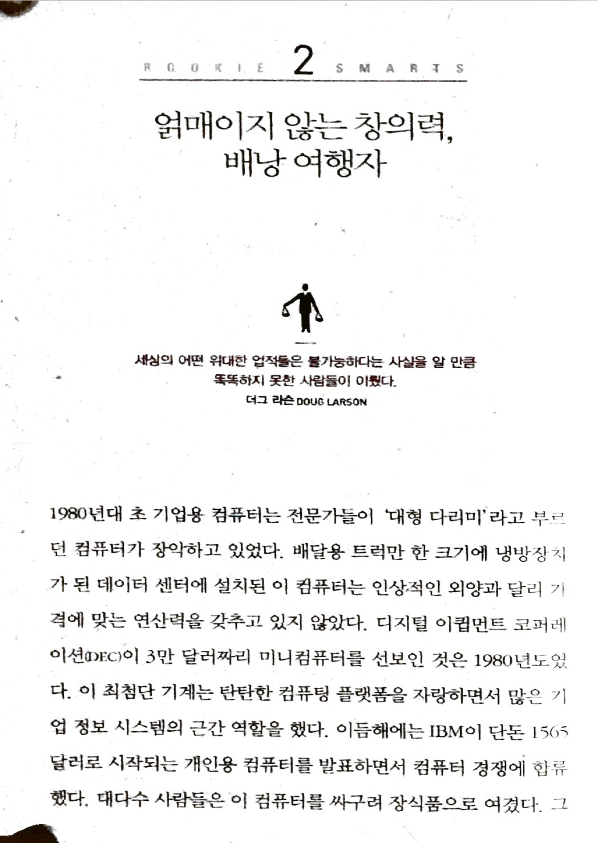 ROOKIE 2 SMARTS
얽매이지 않는 창의력,
배낭 여행자
세상의 어떤 위대한 업적들은 불가능하다는 사실을 알 만큼
똑똑하지 못한 사람들이 이뤘다.
더그 라슨 DOUG LARSON
1980년대 초 기업용 컴퓨터는 전문가들이 ‘대형 다리미’라고 부르
던 컴퓨터가 장악하고 있었다. 배달용 트럭만 한 크기에 냉방장치
가 된 데이터 센터에 설치된 이 컴퓨터는 인상적인 외양과 달리 가
격에 맞는 연산력을 갖추고 있지 않았다. 디지털 이큅먼트 코퍼레
이션(DEC)이 3만 달러짜리 미니컴퓨터를 선보인 것은 1980년도였
다. 이 최첨단 기계는 탄탄한 컴퓨팅 플랫폼을 자랑하면서 많은 기
업 정보 시스템의 근간 역할을 했다. 이듬해에는 IBM이 단돈 1565
달러로 시작되는 개인용 컴퓨터를 발표하면서 컴퓨터 경쟁에 합류
했다. 대다수 사람들은 이 컴퓨터를 싸구려 장식품으로 여겼다. 그